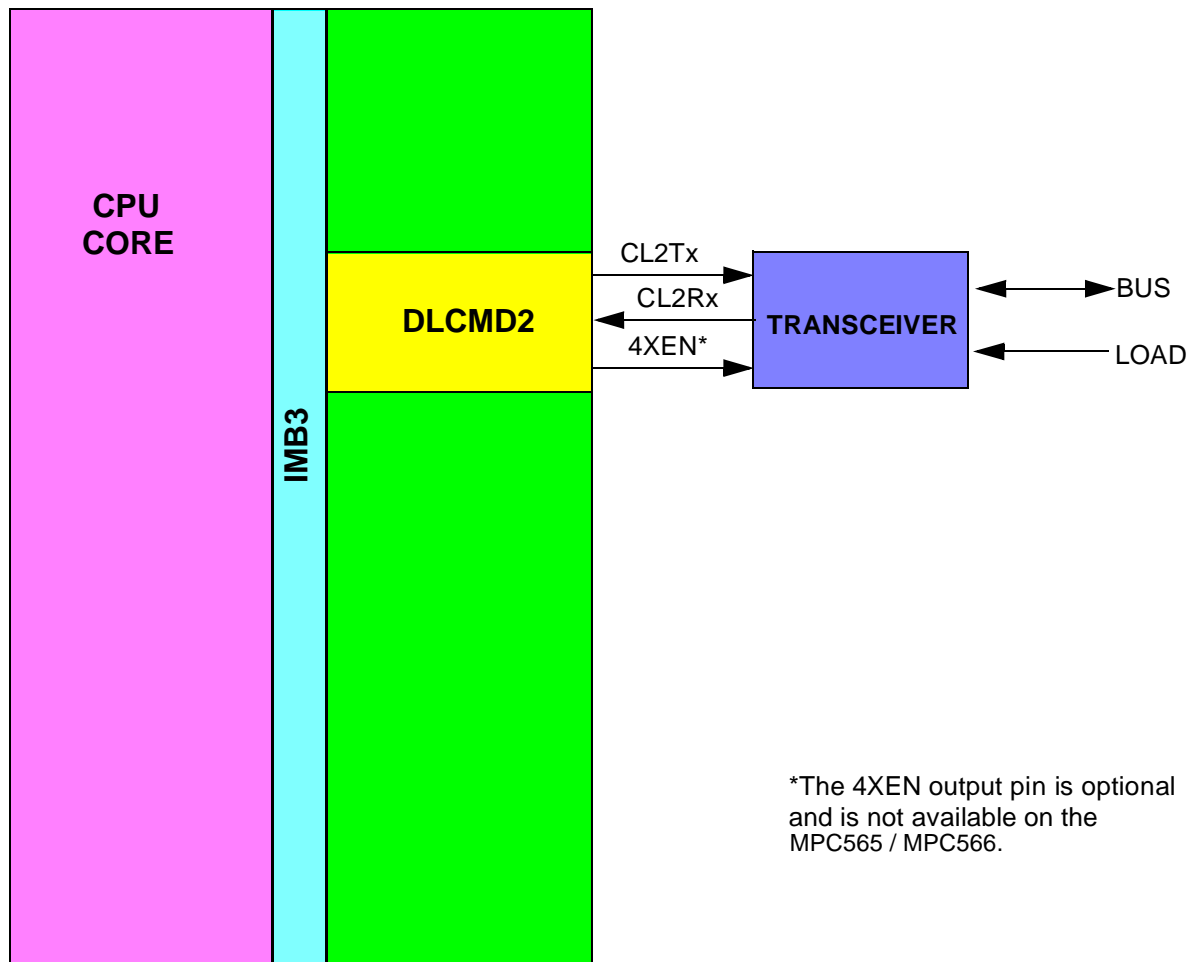 CPU
CORE
IMB3
DLCMD2
CL2Tx
CL2Rx
4XEN*
TRANSCEIVER
BUS
LOAD
*The 4XEN output pin is optional
and is not available on the
MPC565 / MPC566.